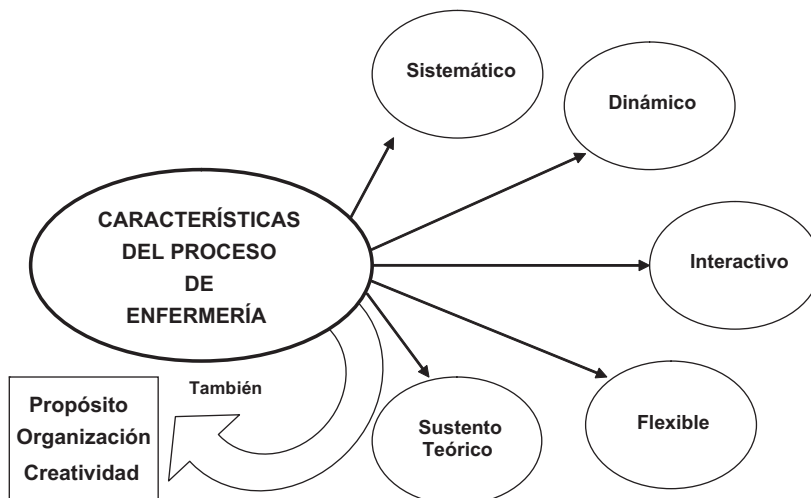 Sistemático
Dinámico
CARACTERÍSTICAS
DEL PROCESO
DE
ENFERMERÍA
Interactivo
Flexible
Sustento
Teórico
También
Propósito
Organización
Creatividad